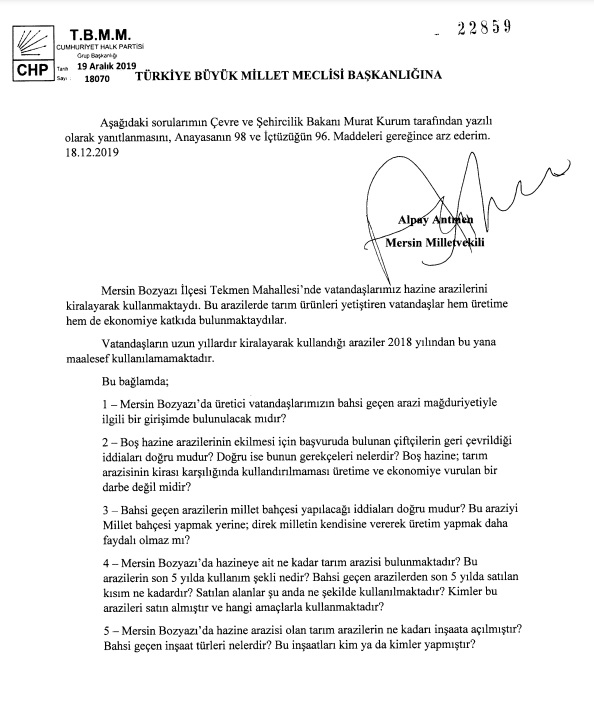 - 22859
T.B.M.M.
CUMHURİYET HALK PARTİSİ
Grup Başkanlığı
CHP
Tarih : 19 Aralık 2019
Sayı : 18070
TÜRKİYE BÜYÜK MİLLET MECLİSİ BAŞKANLIĞINA
Aşağıdaki sorularımın Çevre ve Şehircilik Bakanı Murat Kurum tarafından yazılı
olarak yanıtlanmasını, Anayasanın 98 ve İçtüzüğün 96. Maddeleri gereğince arz ederim.
18.12.2019
Alpay Antmen
Mersin Milletvekili
Mersin Bozyazı İlçesi Tekmen Mahallesi’nde vatandaşlarımız hazine arazilerini
kiralayarak kullanmaktaydı. Bu arazilerde tarım ürünleri yetiştiren vatandaşlar hem üretime
hem de ekonomiye katkıda bulunmaktaydılar.
Vatandaşların uzun yıllardır kiralayarak kullandığı araziler 2018 yılından bu yana
maalesef kullanılamamaktadır.
Bu bağlamda;
1 – Mersin Bozyazı’da üretici vatandaşlarımızın bahsi geçen arazi mağduriyetiyle
ilgili bir girişimde bulunulacak mıdır?
2 – Boş hazine arazilerinin ekilmesi için başvuruda bulunan çiftçilerin geri çevrildiği
iddiaları doğru mudur? Doğru ise bunun gerekçeleri nelerdir? Boş hazine; tarım
arazisinin kirası karşılığında kullandırılmaması üretime ve ekonomiye vurulan bir
darbe değil midir?
3 – Bahsi geçen arazilerin millet bahçesi yapılacağı iddiaları doğru mudur? Bu araziyi
Millet bahçesi yapmak yerine; direk milletin kendisine vererek üretim yapmak daha
faydalı olmaz mı?
4 – Mersin Bozyazı’da hazineye ait ne kadar tarım arazisi bulunmaktadır? Bu
arazilerin son 5 yılda kullanım şekli nedir? Bahsi geçen arazilerden son 5 yılda satılan
kısım ne kadardır? Satılan alanlar şu anda ne şekilde kullanılmaktadır? Kimler bu
arazileri satın almıştır ve hangi amaçlarla kullanmaktadır?
5 – Mersin Bozyazı’da hazine arazisi olan tarım arazilerin ne kadarı inşaata açılmıştır?
Bahsi geçen inşaat türleri nelerdir? Bu inşaatları kim ya da kimler yapmıştır?